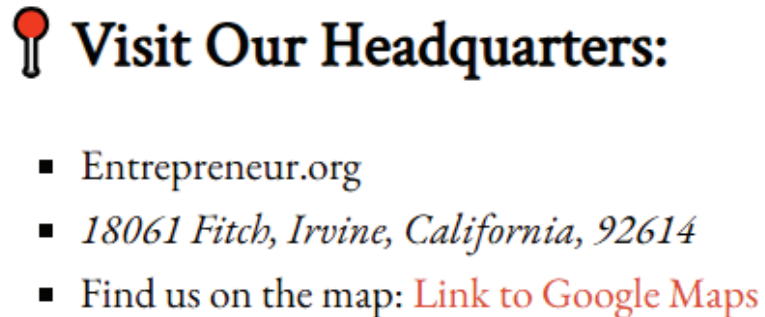 Visit Our Headquarters:
Entrepreneur.org
18061 Fitch, Irvine, California, 92614
Find us on the map: Link to Google Maps